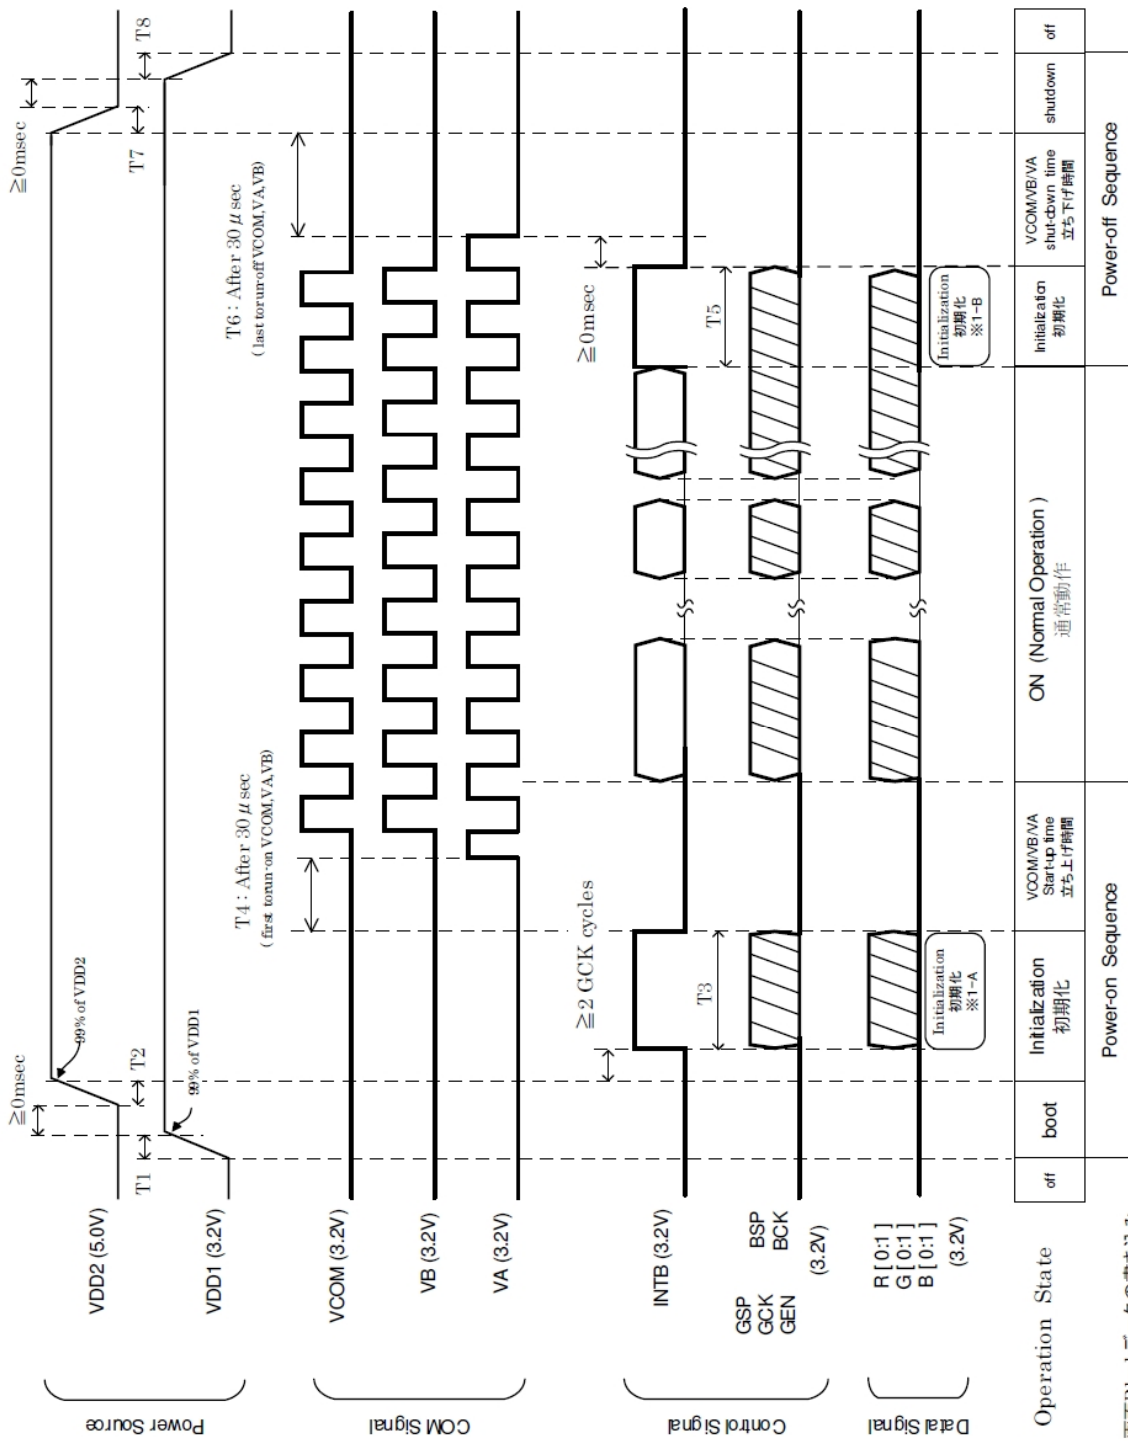 Power Source
VDD2 (5.0V)
VDD1 (3.2V)
≧0msec
T1
T2
99% of VDD2
99% of VDD1
≧0msec
T7
T8
COM Signal
VCOM (3.2V)
VB (3.2V)
VA (3.2V)
T4 : After 30 μ sec
( first torun-on VCOM,VA,VB)
T6 : After 30 μ sec
( last torun-off VCOM,VA,VB)
Control Signal
INTB (3.2V)
GSP BSP
GCK BCK
GEN
(3.2V)
≧2 GCK cycles
T3
≧0msec
T5
Datal Signal
R [ 0:1 ]
G [ 0:1 ]
B [ 0:1 ]
(3.2V)
Initialization
初期化
※1-A
Initialization
初期化
※1-B
Operation State
off
boot
Initialization
初期化
VCOM/VB/VA
Start-up time
立ち上げ時間
ON (Normal Operation )
通常動作
Initialization
初期化
VCOM/VB/VA
shut-down time
立ち下げ時間
shutdown
off
Power-on Sequence
Power-off Sequence